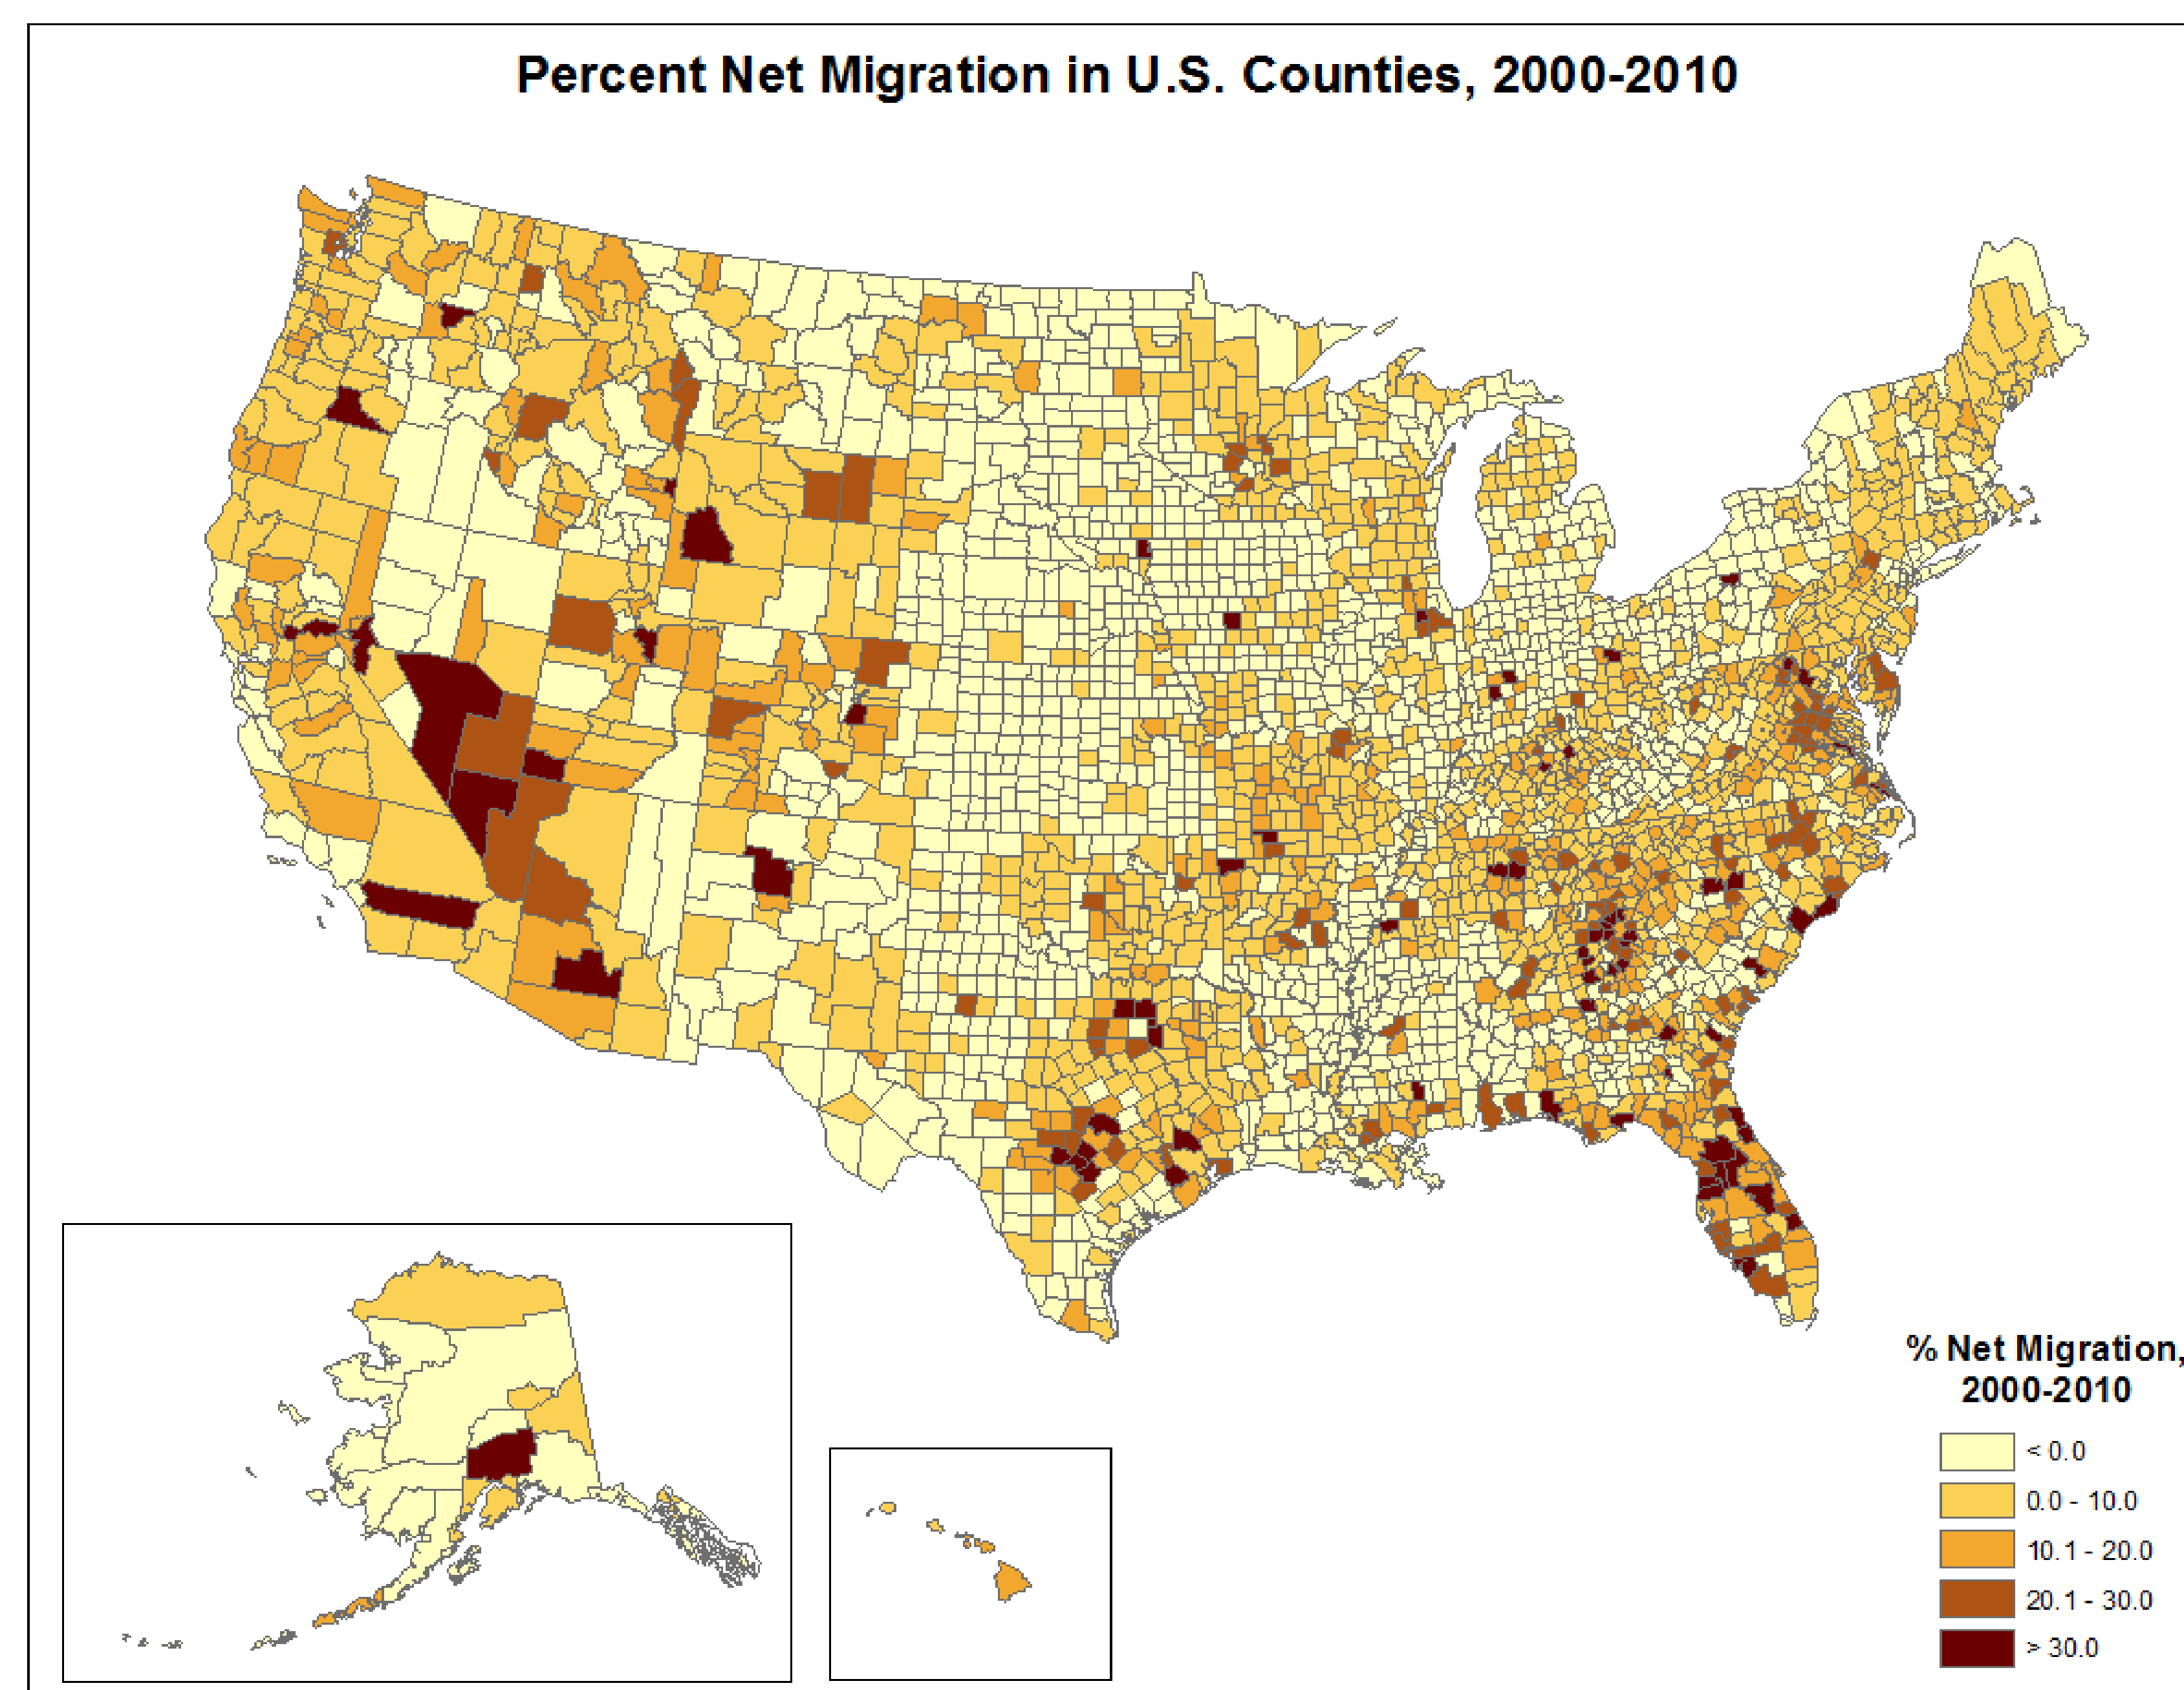 Percent Net Migration in U.S. Counties, 2000-2010
% Net Migration,
2000-2010
< 0.0
0.0 - 10.0
10.1 - 20.0
20.1 - 30.0
> 30.0